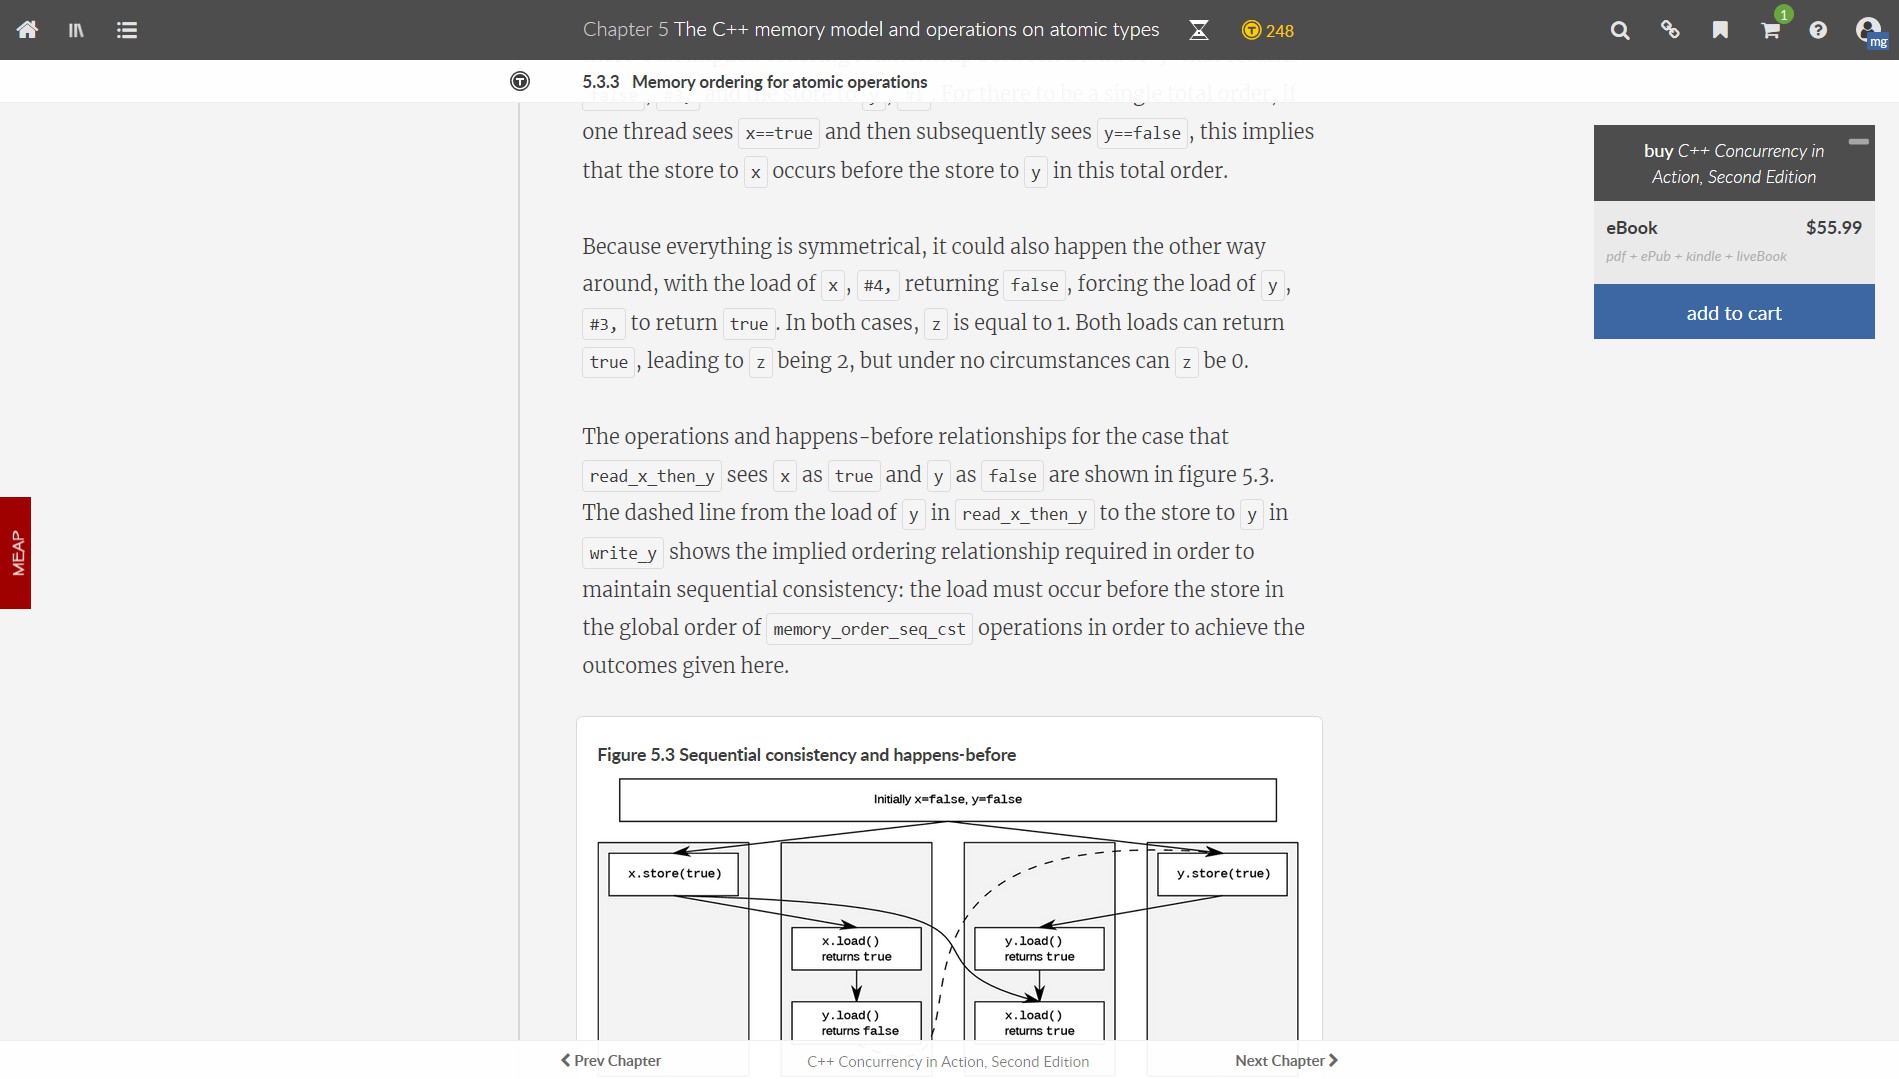 Chapter 5 The C++ memory model and operations on atomic types
248
1
mg
5.3.3 Memory ordering for atomic operations
For there to be a single total order, if
one thread sees x==true and then subsequently sees y==false, this implies
that the store to x occurs before the store to y in this total order.
Because everything is symmetrical, it could also happen the other way
around, with the load of x, #4, returning false, forcing the load of y,
#3, to return true. In both cases, z is equal to 1. Both loads can return
true, leading to z being 2, but under no circumstances can z be 0.
The operations and happens-before relationships for the case that
read_x_then_y sees x as true and y as false are shown in figure 5.3.
The dashed line from the load of y in read_x_then_y to the store to y in
write_y shows the implied ordering relationship required in order to
maintain sequential consistency: the load must occur before the store in
the global order of memory_order_seq_cst operations in order to achieve the
outcomes given here.
Figure 5.3 Sequential consistency and happens-before
Initially x=false, y=false
x.store(true)
y.store(true)
x.load()
returns true
y.load()
returns true
y.load()
returns false
x.load()
returns true
MEAP
buy C++ Concurrency in
Action, Second Edition
eBook $55.99
pdf + ePub + kindle + liveBook
add to cart
Prev Chapter
C++ Concurrency in Action, Second Edition
Next Chapter